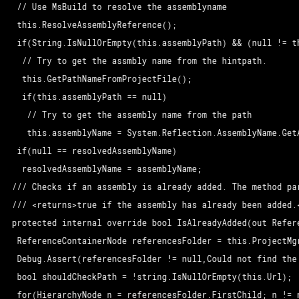 // Use MsBuild to resolve the assemblyname
this.ResolveAssemblyReference();
if(String.IsNullOrEmpty(this.assemblyPath) && (null != th
// Try to get the assmbly name from the hintpath.
this.GetPathNameFromProjectFile();
if(this.assemblyPath == null)
// Try to get the assembly name from the path
this.assemblyName = System.Reflection.AssemblyName.GetA
if(null == resolvedAssemblyName)
resolvedAssemblyName = assemblyName;
/// Checks if an assembly is already added. The method par
/// <returns>true if the assembly has already been added.<
protected internal override bool IsAlreadyAdded(out Refere
ReferenceContainerNode referencesFolder = this.ProjectMgr
Debug.Assert(referencesFolder != null,Could not find the
bool shouldCheckPath = !string.IsNullOrEmpty(this.Url);
for(HierarchyNode n = referencesFolder.FirstChild; n != n